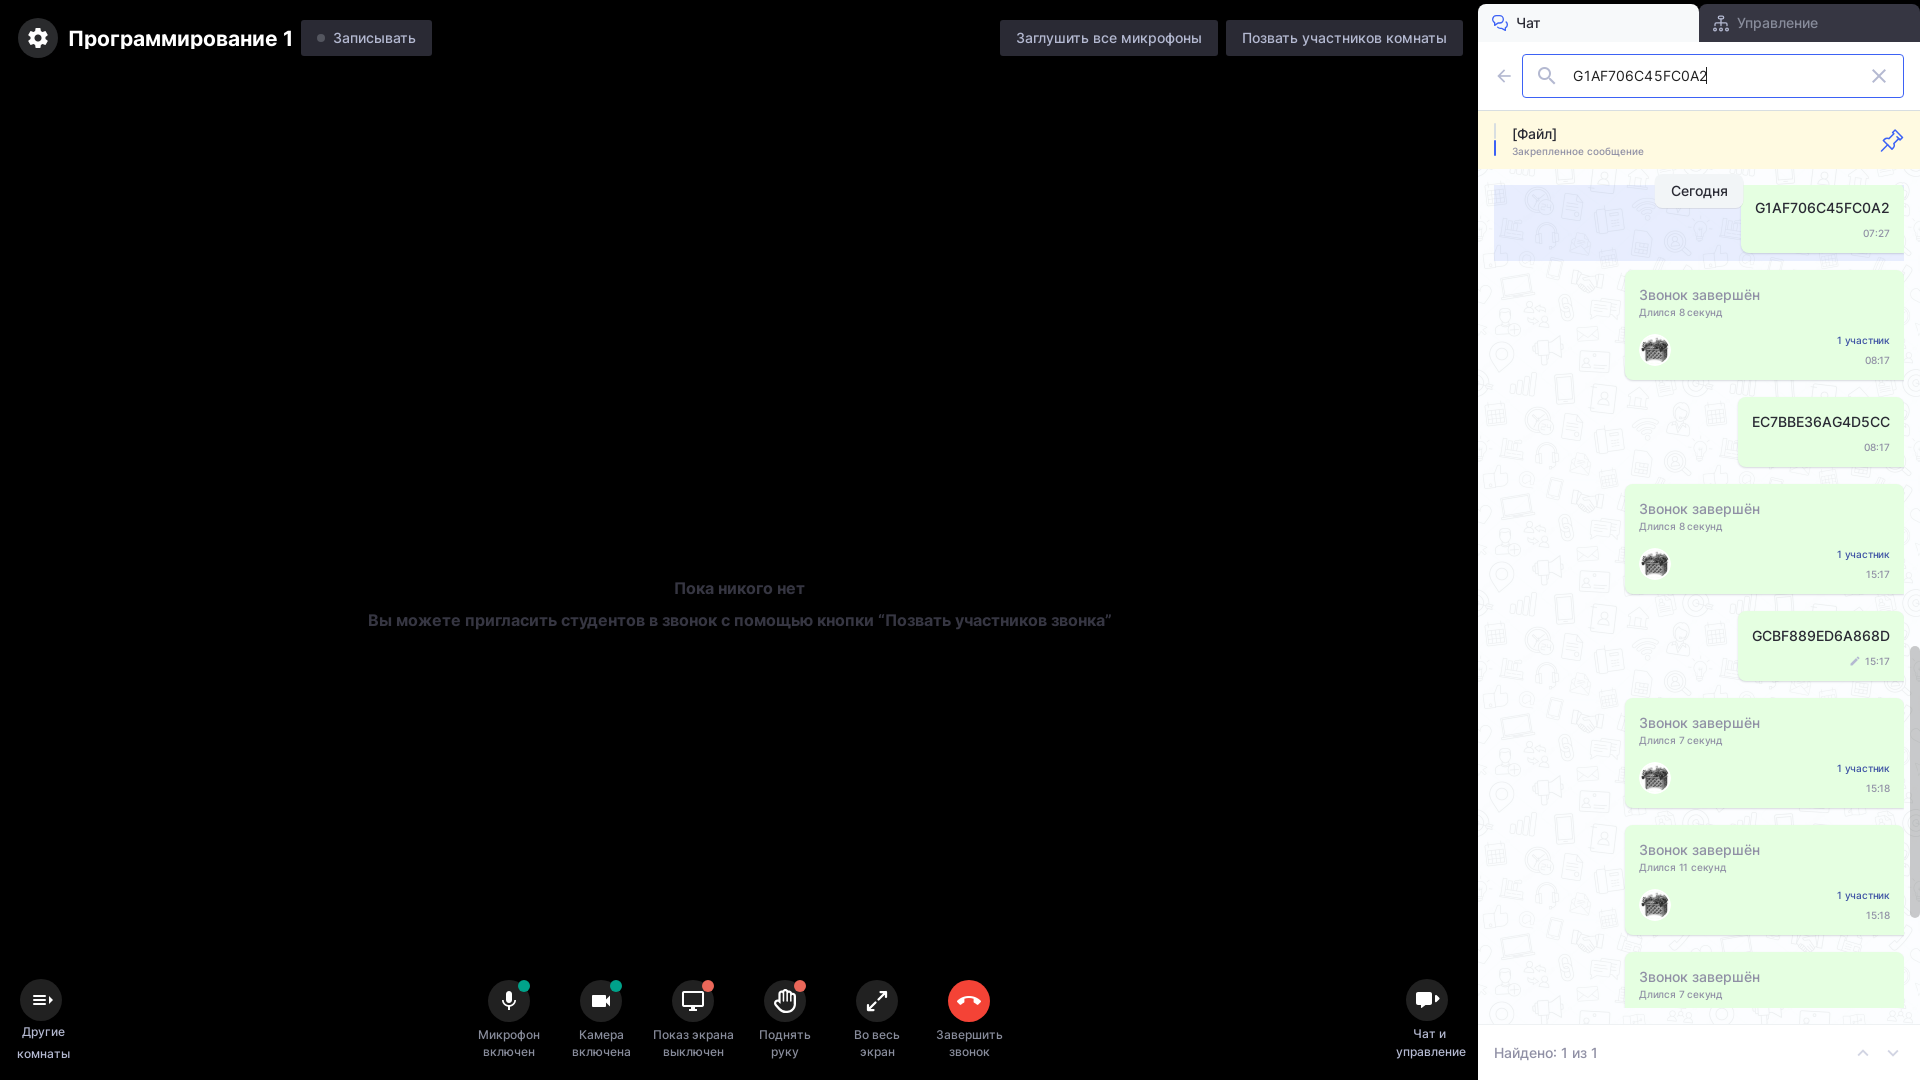 Программирование 1
Записывать
Заглушить все микрофоны
Позвать участников комнаты
Чат
Управление
G1AF706C45FC0A2
[Файл]
Закрепленное сообщение
Сегодня
G1AF706C45FC0A2
07:27
Звонок завершён
Длился 8 секунд
1 участник
08:17
EC7BBE36AG4D5CC
08:17
Звонок завершён
Длился 8 секунд
1 участник
15:17
GCBF889ED6A868D
15:17
Звонок завершён
Длился 7 секунд
1 участник
15:18
Звонок завершён
Длился 11 секунд
1 участник
15:18
Звонок завершён
Длился 7 секунд
Найдено: 1 из 1
Пока никого нет
Вы можете пригласить студентов в звонок с помощью кнопки “Позвать участников звонка”
Другие
комнаты
Микрофон
включен
Камера
включена
Показ экрана
выключен
Поднять
руку
Во весь
экран
Завершить
звонок
Чат и
управление